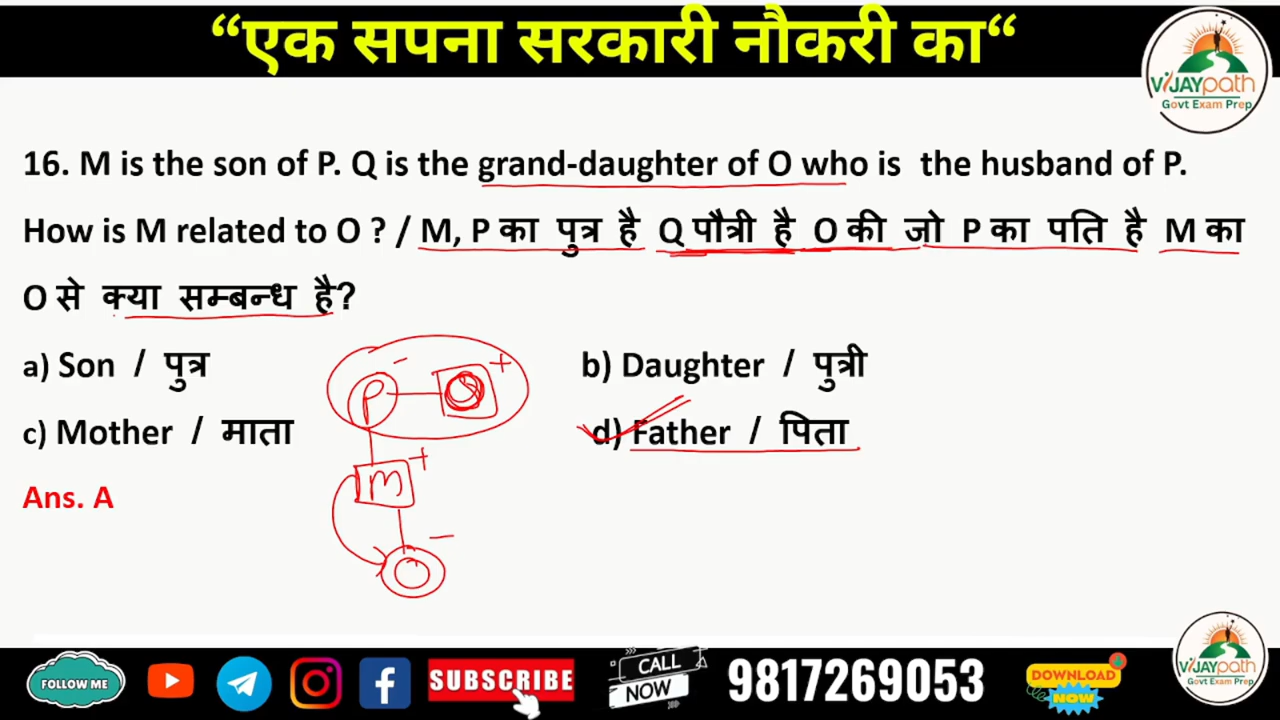 “एक सपना सरकारी नौकरी का“
VIJAYpath
Govt Exam Prep
16. M is the son of P. Q is the grand-daughter of O who is the husband of P.
How is M related to O ? / M, P का पुत्र है Q पौत्री है O की जो P का पति है M का
O से क्या सम्बन्ध है?
a) Son / पुत्र
b) Daughter / पुत्री
c) Mother / माता
d) Father / पिता
Ans. A
P
M
+
+
FOLLOW ME
SUBSCRIBE
CALL
NOW
9817269053
DOWNLOAD
NOW
VIJAYpath
Govt Exam Prep